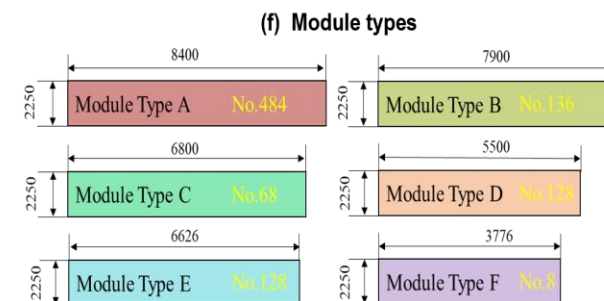 (f) Module types
8400
7900
2250
Module Type A No.484
2250
Module Type B No.136
6800
5500
2250
Module Type C No.68
2250
Module Type D No.128
6626
3776
2250
Module Type E No.128
2250
Module Type F No.8